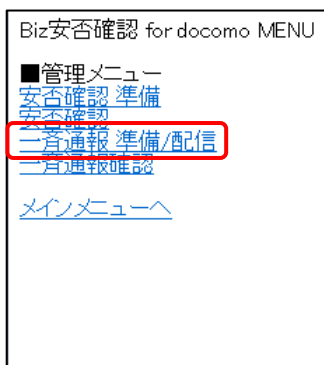 Biz安否確認 for docomo MENU
■管理メニュー
安否確認 準備
安否確認
一斉通報 準備/配信
一斉通報確認
メインメニューへ